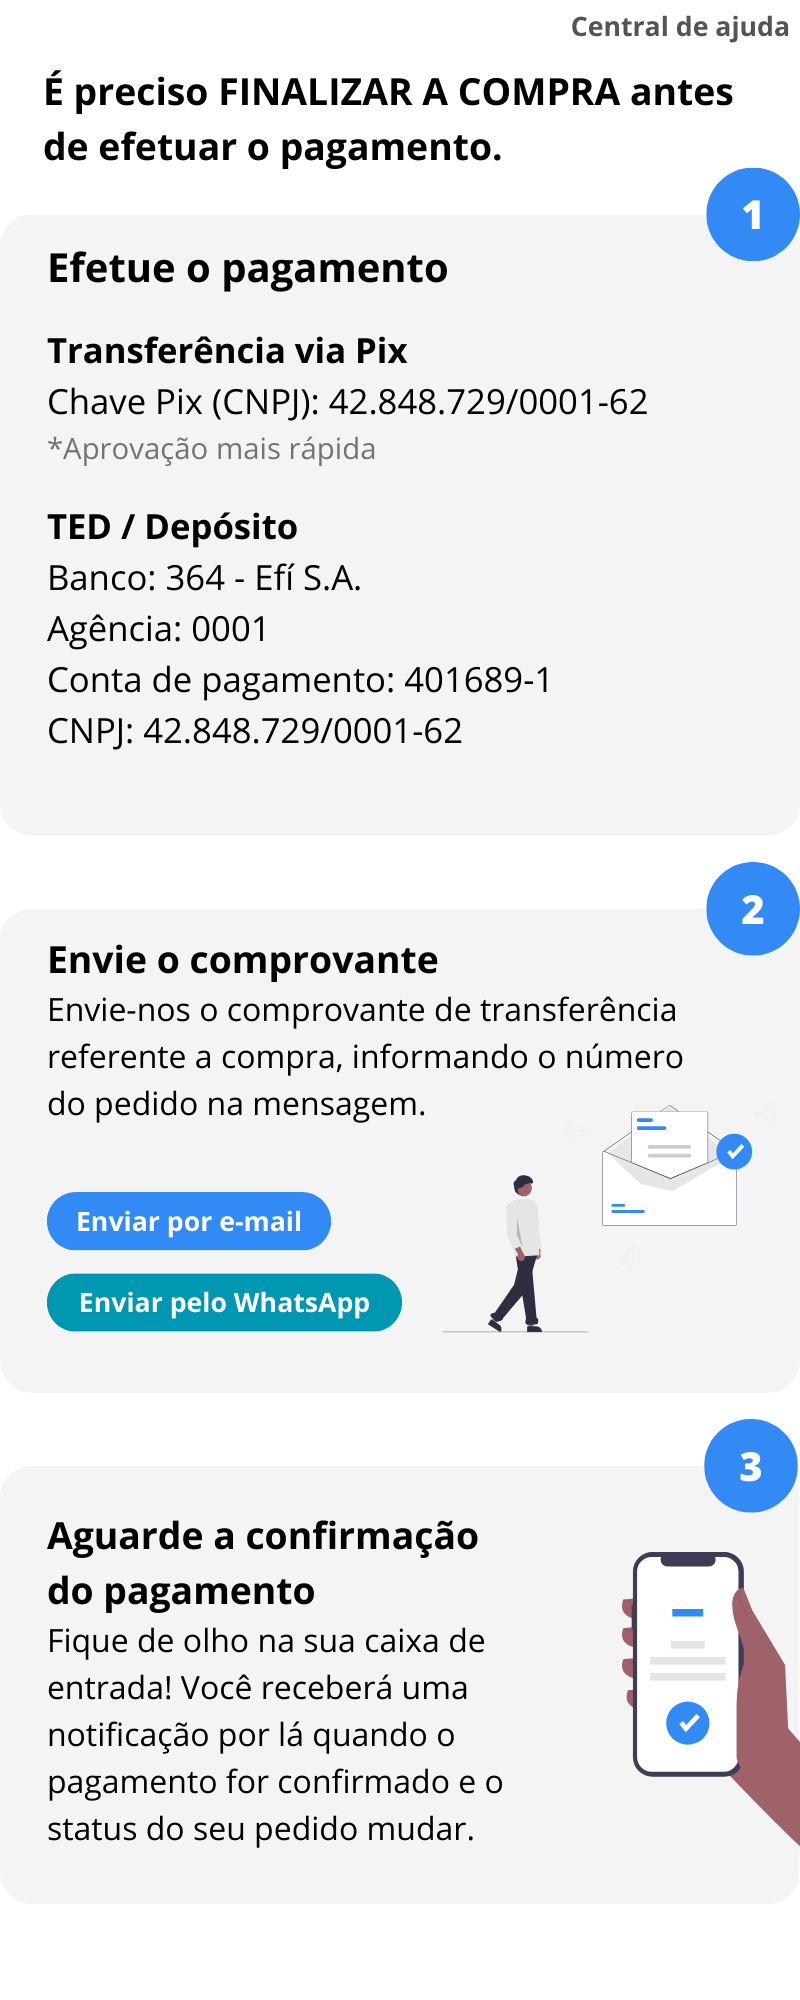 Central de ajuda
É preciso FINALIZAR A COMPRA antes
de efetuar o pagamento.
1
Efetue o pagamento
Transferência via Pix
Chave Pix (CNPJ): 42.848.729/0001-62
*Aprovação mais rápida
TED / Depósito
Banco: 364 - Efí S.A.
Agência: 0001
Conta de pagamento: 401689-1
CNPJ: 42.848.729/0001-62
2
Envie o comprovante
Envie-nos o comprovante de transferência
referente a compra, informando o número
do pedido na mensagem.
Enviar por e-mail
Enviar pelo WhatsApp
3
Aguarde a confirmação
do pagamento
Fique de olho na sua caixa de
entrada! Você receberá uma
notificação por lá quando o
pagamento for confirmado e o
status do seu pedido mudar.